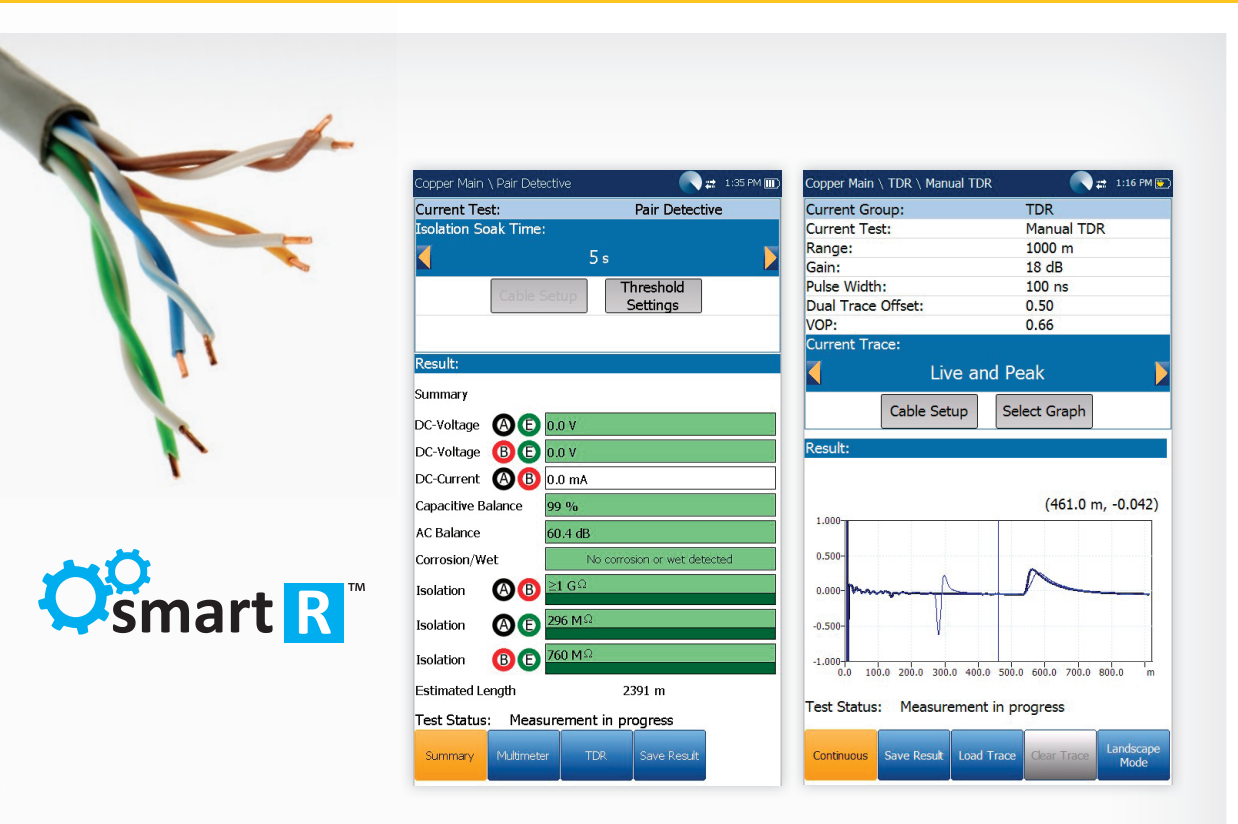 Copper Main \ Pair Detective 1:35 PM
Current Test: Pair Detective
Isolation Soak Time:
5 s
Cable Setup
Threshold
Settings
Result:
Summary
DC-Voltage A E 0.0 V
DC-Voltage B E 0.0 V
DC-Current A B 0.0 mA
Capacitive Balance 99 %
AC Balance 60.4 dB
Corrosion/Wet No corrosion or wet detected
Isolation A B ≥1 GΩ
Isolation A E 296 MΩ
Isolation B E 760 MΩ
Estimated Length 2391 m
Test Status: Measurement in progress
Summary Multimeter TDR Save Result
Copper Main \ TDR \ Manual TDR 1:16 PM
Current Group: TDR
Current Test: Manual TDR
Range: 1000 m
Gain: 18 dB
Pulse Width: 100 ns
Dual Trace Offset: 0.50
VOP: 0.66
Current Trace:
Live and Peak
Cable Setup Select Graph
Result:
(461.0 m, -0.042)
1.000
0.500
0.000
-0.500
-1.000
0.0 100.0 200.0 300.0 400.0 500.0 600.0 700.0 800.0 m
Test Status: Measurement in progress
Continuous Save Result Load Trace Clear Trace Landscape
Mode
smart R™